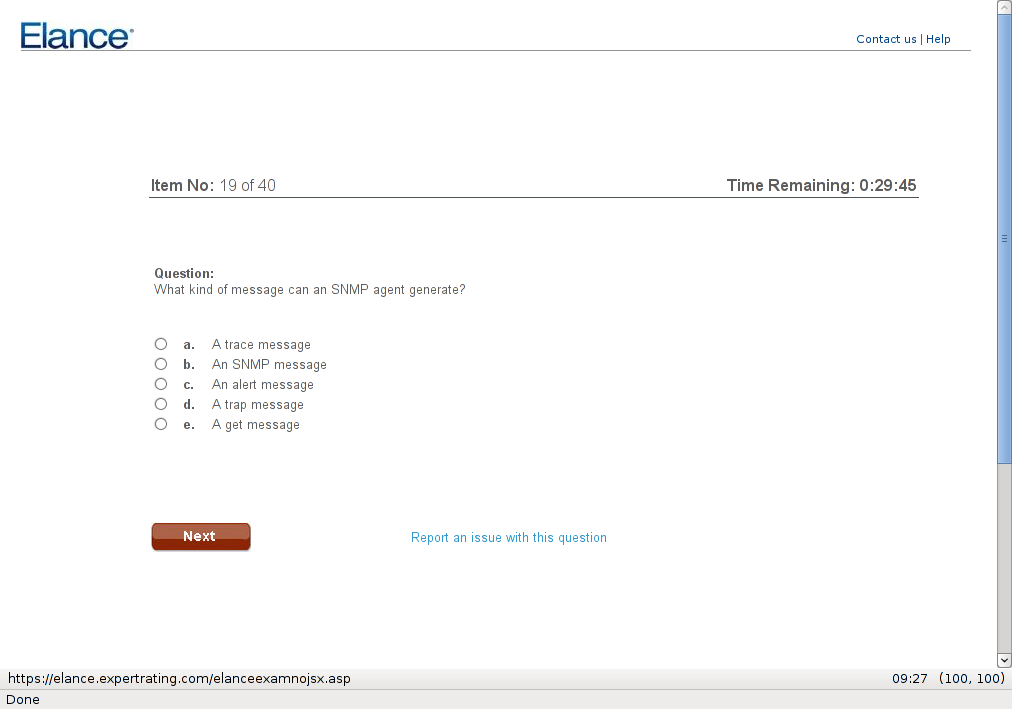 Elance®
Contact us | Help
Item No: 19 of 40
Time Remaining: 0:29:45
Question:
What kind of message can an SNMP agent generate?
a. A trace message
b. An SNMP message
c. An alert message
d. A trap message
e. A get message
Next
Report an issue with this question
https://elance.expertrating.com/elanceexamnojsx.asp
09:27 (100, 100)
Done